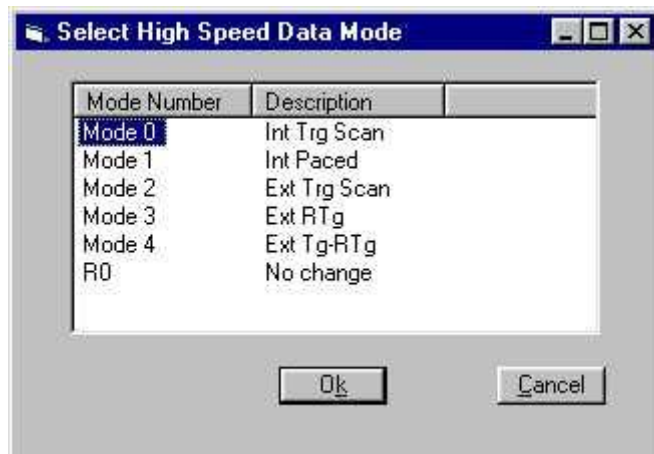 Select High Speed Data Mode
Mode Number Description
Mode 0 Int Trg Scan
Mode 1 Int Paced
Mode 2 Ext Trg Scan
Mode 3 Ext RTg
Mode 4 Ext Tg-RTg
R0 No change
Ok Cancel